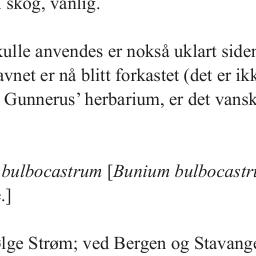 skog, vanlig.
kulle anvendes er nokså uklart siden
avnet er nå blitt forkastet (det er ikk
Gunnerus’ herbarium, er det vansk
bulbocastrum [Bunium bulbocastru
.]
lge Strøm; ved Bergen og Stavange